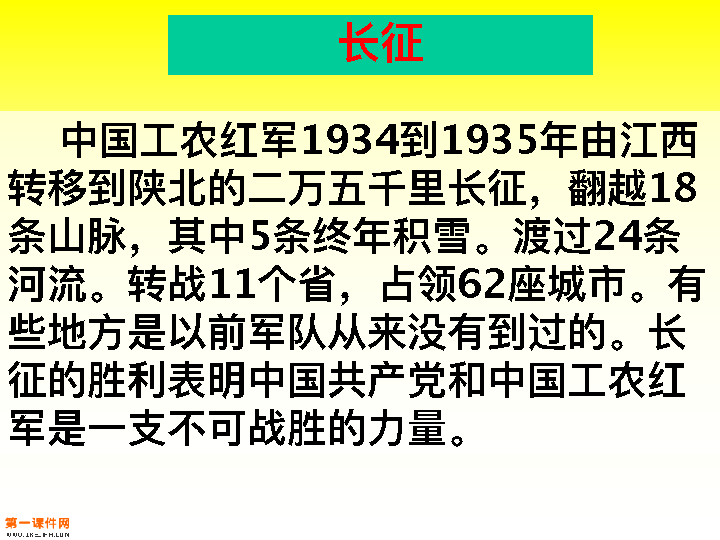 长征
中国工农红军1934到1935年由江西
转移到陕北的二万五千里长征，翻越18
条山脉，其中5条终年积雪。渡过24条
河流。转战11个省，占领62座城市。有
些地方是以前军队从来没有到过的。长
征的胜利表明中国共产党和中国工农红
军是一支不可战胜的力量。
第一课件网